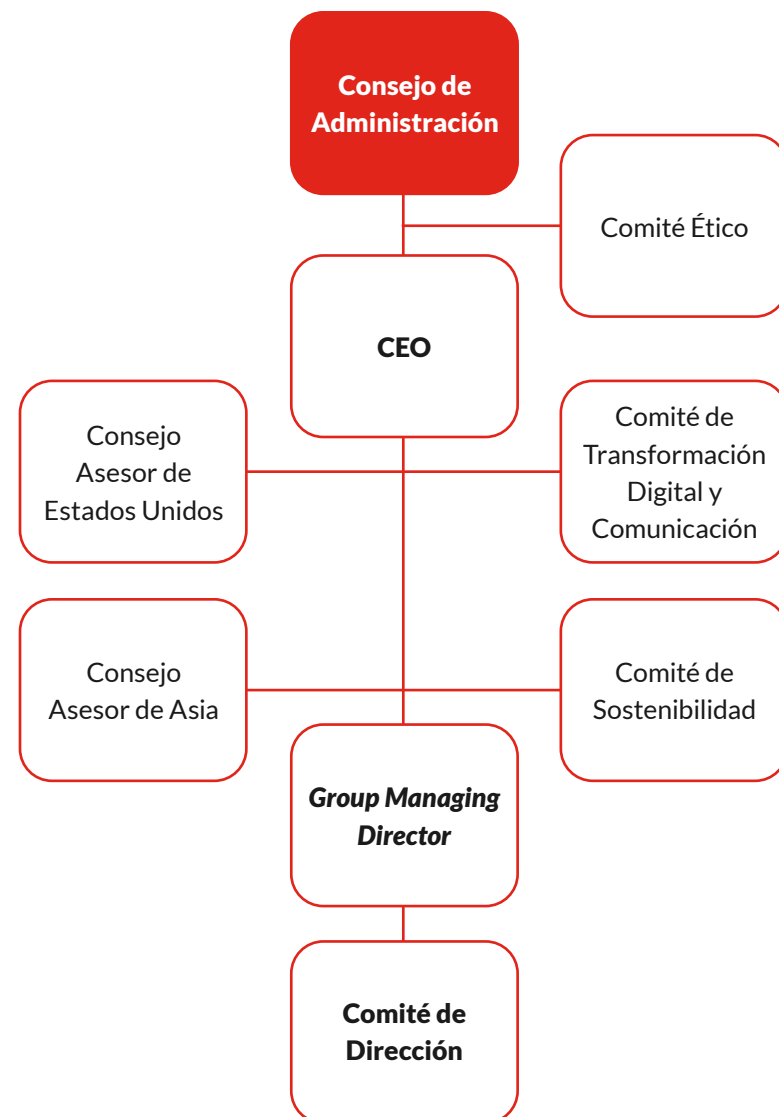 Consejo de
Administración
Comité Ético
CEO
Consejo
Asesor de
Estados Unidos
Comité de
Transformación
Digital y
Comunicación
Consejo
Asesor de Asia
Comité de
Sostenibilidad
Group Managing
Director
Comité de
Dirección